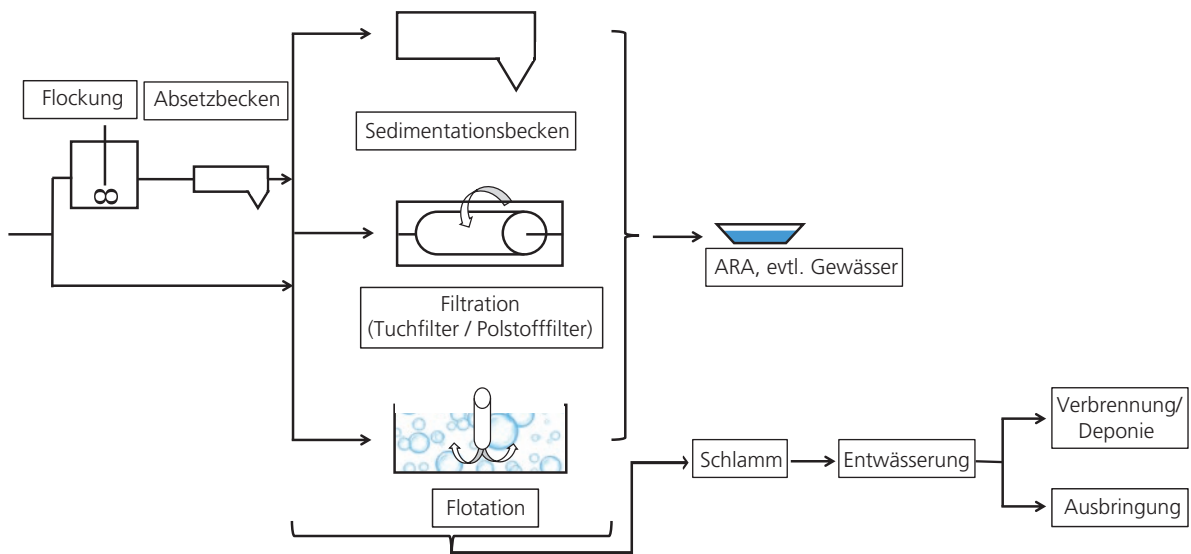 Flockung
Absetzbecken
Sedimentationsbecken
Filtration
(Tuchfilter / Polstofffilter)
ARA, evtl. Gewässer
Flotation
Schlamm
Entwässerung
Verbrennung/
Deponie
Ausbringung